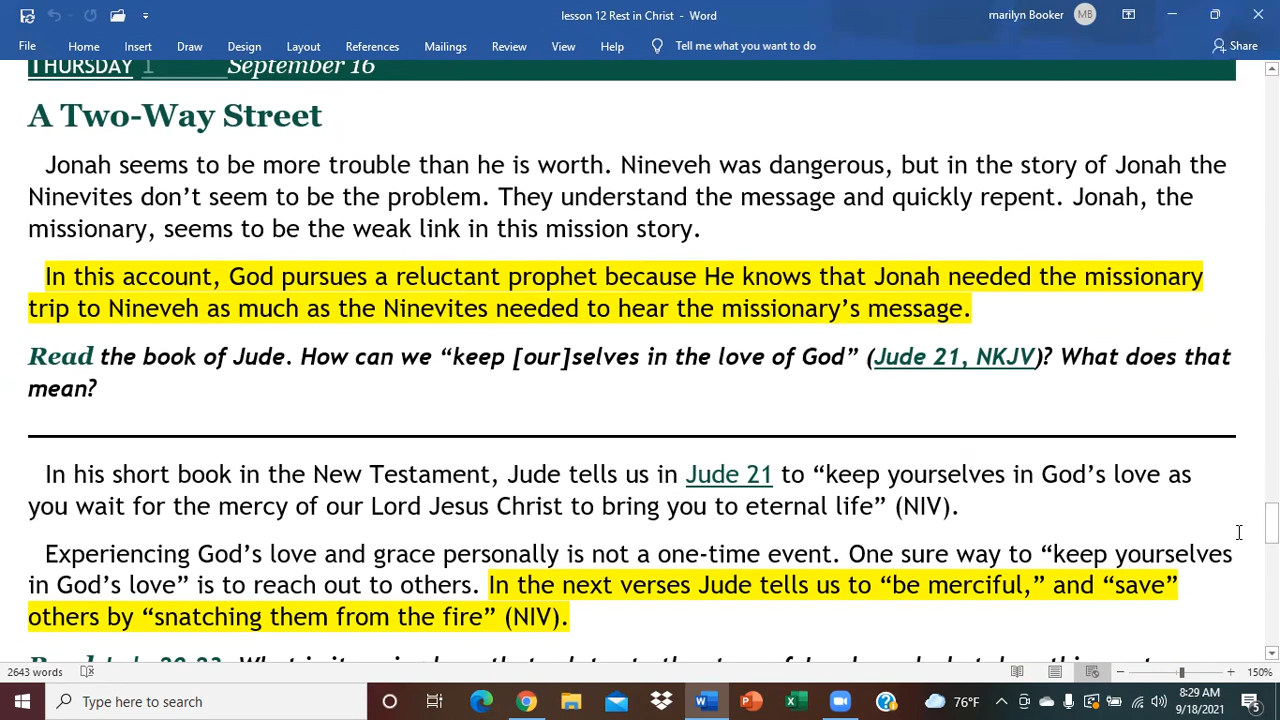 lesson 12 Rest in Christ - Word
marilyn Booker MB
File Home Insert Draw Design Layout References Mailings Review View Help Tell me what you want to do Share
THURSDAY 1 September 16
A Two-Way Street
Jonah seems to be more trouble than he is worth. Nineveh was dangerous, but in the story of Jonah the
Ninevites don’t seem to be the problem. They understand the message and quickly repent. Jonah, the
missionary, seems to be the weak link in this mission story.
In this account, God pursues a reluctant prophet because He knows that Jonah needed the missionary
trip to Nineveh as much as the Ninevites needed to hear the missionary’s message.
Read the book of Jude. How can we “keep [our]selves in the love of God” (Jude 21, NKJV)? What does that
mean?
In his short book in the New Testament, Jude tells us in Jude 21 to “keep yourselves in God’s love as
you wait for the mercy of our Lord Jesus Christ to bring you to eternal life” (NIV).
Experiencing God’s love and grace personally is not a one-time event. One sure way to “keep yourselves
in God’s love” is to reach out to others. In the next verses Jude tells us to “be merciful,” and “save”
others by “snatching them from the fire” (NIV).
Read Jude 20-23. What is it
2643 words 150%
Type here to search 76°F 8:29 AM
9/18/2021 5